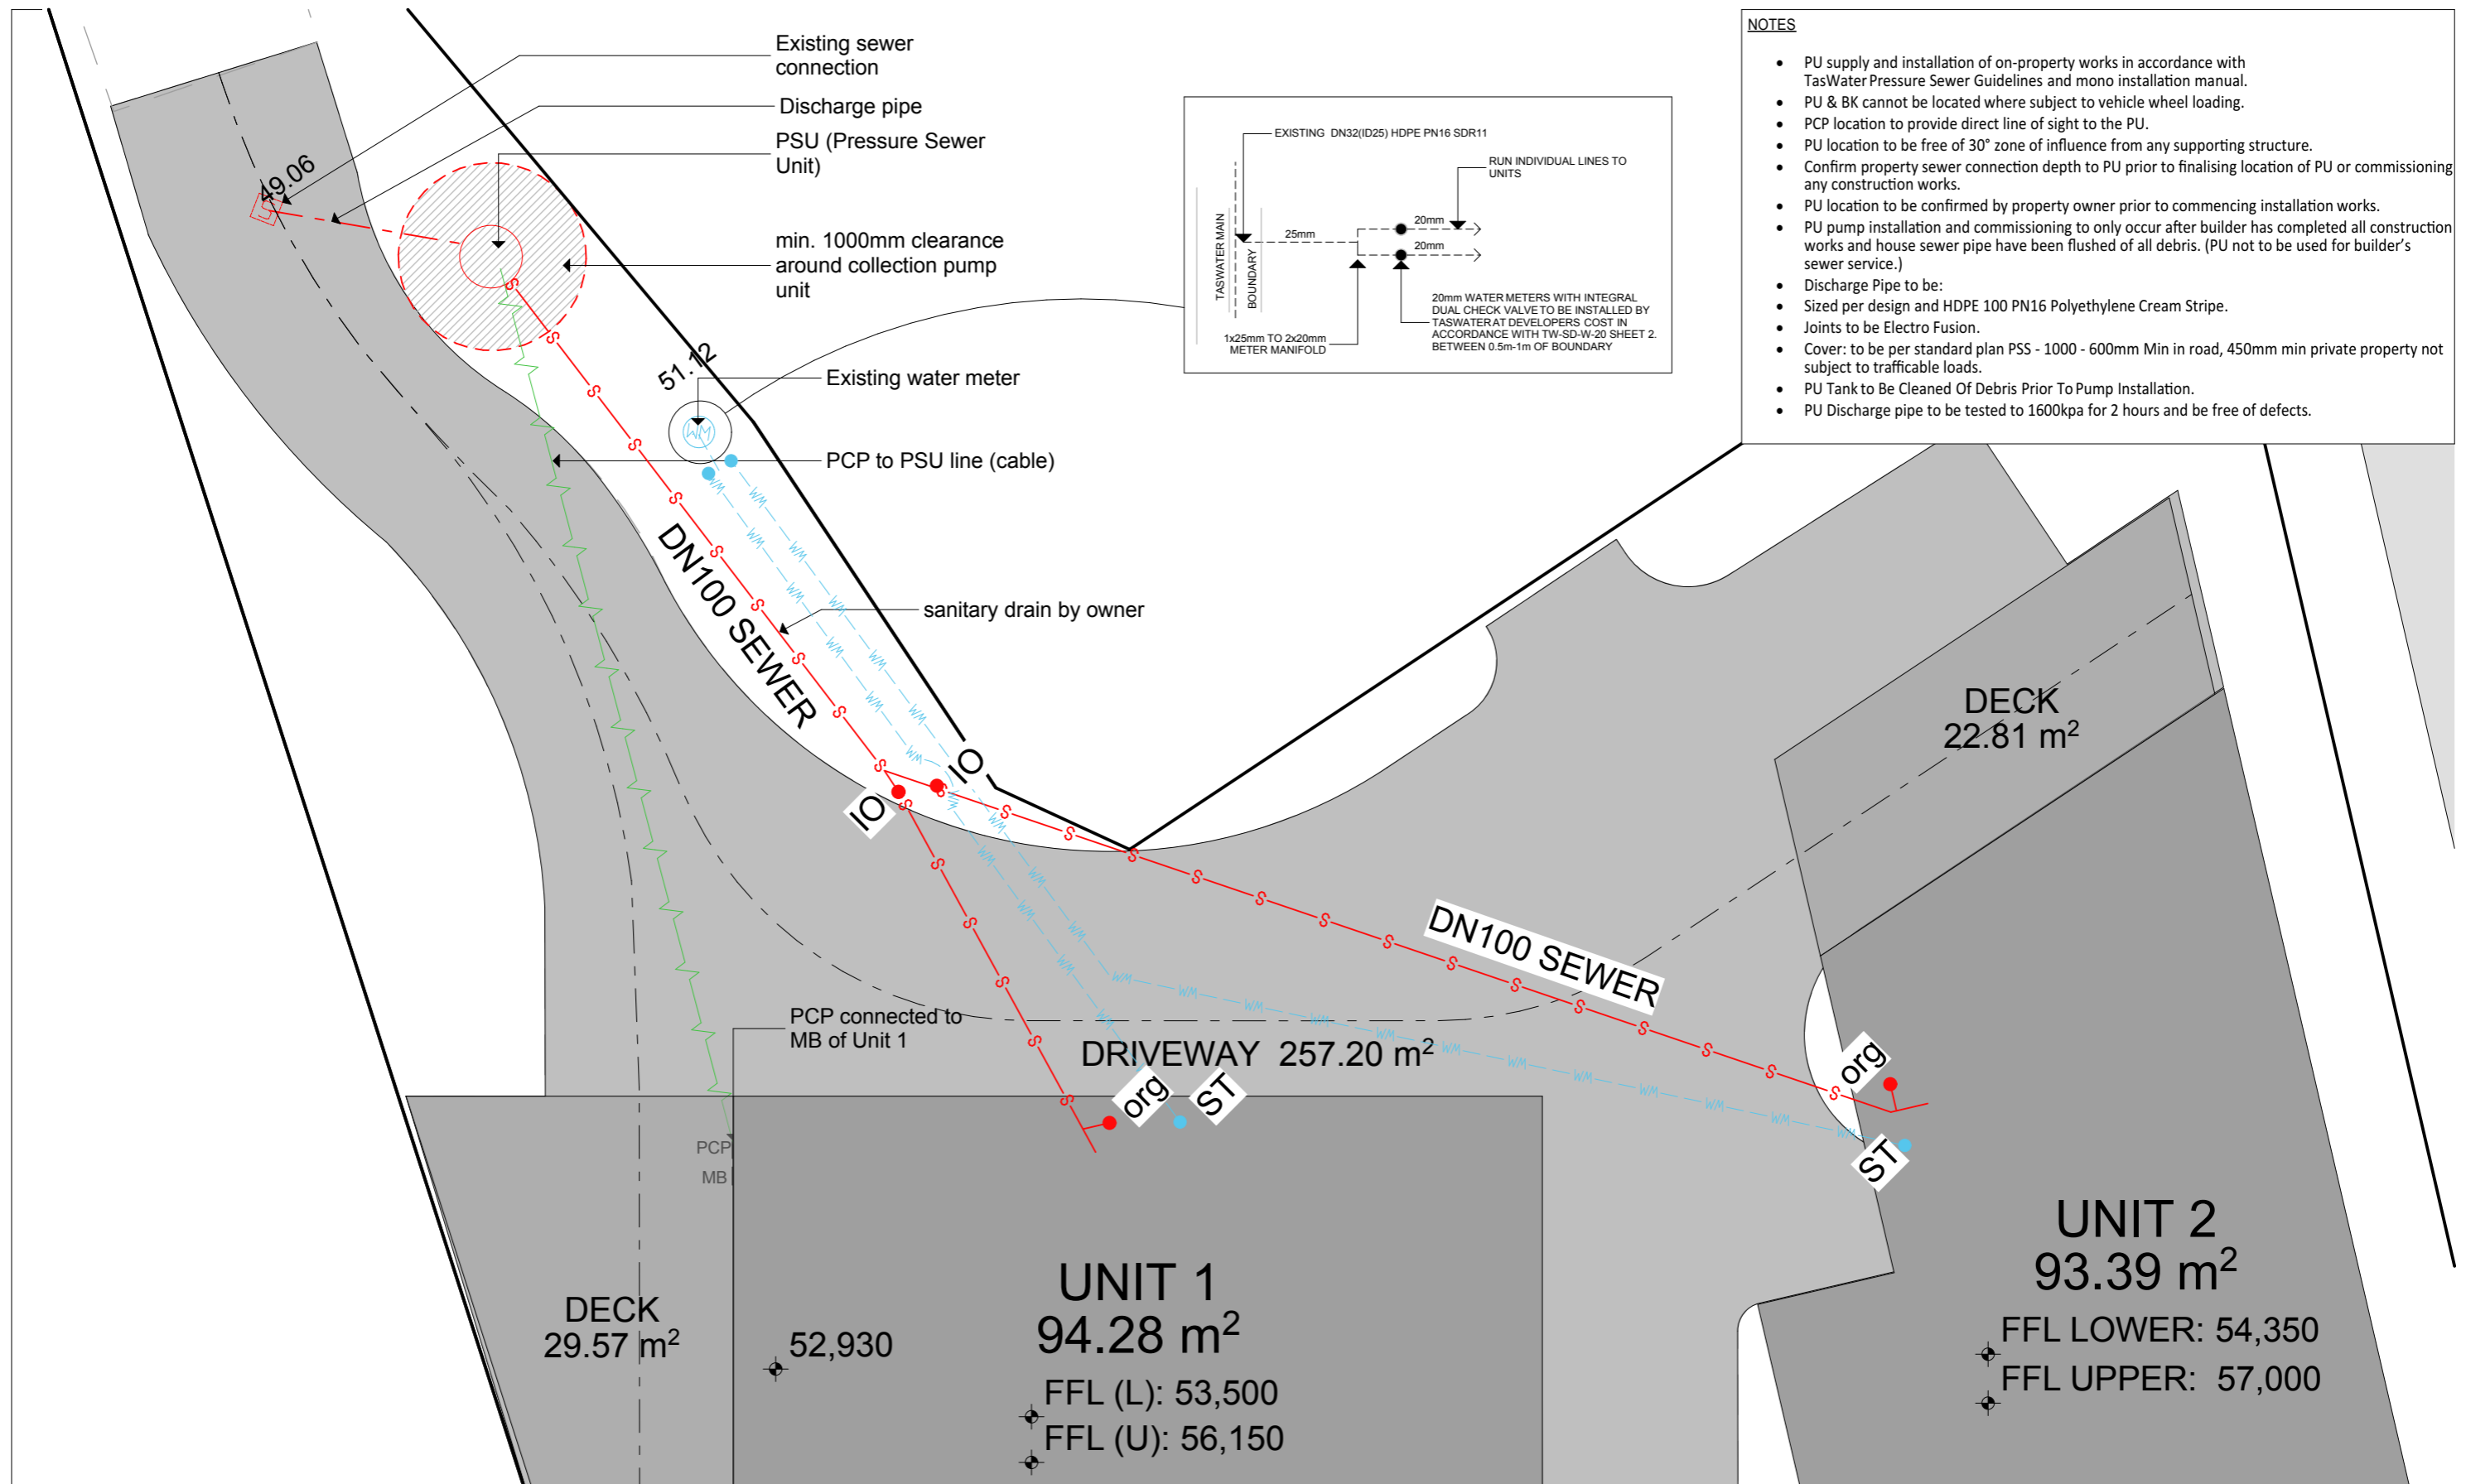 Existing sewer
connection
Discharge pipe
PSU (Pressure Sewer
Unit)
min. 1000mm clearance
around collection pump
unit
49.06
51.12
Existing water meter
WM
PCP to PSU line (cable)
sanitary drain by owner
DN100 SEWER
IO
IO
EXISTING DN32(ID25) HDPE PN16 SDR11
RUN INDIVIDUAL LINES TO
UNITS
TASWATER MAIN
BOUNDARY
25mm
20mm
20mm
1x25mm TO 2x20mm
METER MANIFOLD
20mm WATER METERS WITH INTEGRAL
DUAL CHECK VALVE TO BE INSTALLED BY
TASWATER AT DEVELOPERS COST IN
ACCORDANCE WITH TW-SD-W-20 SHEET 2.
BETWEEN 0.5m-1m OF BOUNDARY
NOTES
• PU supply and installation of on-property works in accordance with
TasWater Pressure Sewer Guidelines and mono installation manual.
• PU & BK cannot be located where subject to vehicle wheel loading.
• PCP location to provide direct line of sight to the PU.
• PU location to be free of 30° zone of influence from any supporting structure.
• Confirm property sewer connection depth to PU prior to finalising location of PU or commissioning
any construction works.
• PU location to be confirmed by property owner prior to commencing installation works.
• PU pump installation and commissioning to only occur after builder has completed all construction
works and house sewer pipe have been flushed of all debris. (PU not to be used for builder's
sewer service.)
• Discharge Pipe to be:
• Sized per design and HDPE 100 PN16 Polyethylene Cream Stripe.
• Joints to be Electro Fusion.
• Cover: to be per standard plan PSS - 1000 - 600mm Min in road, 450mm min private property not
subject to trafficable loads.
• PU Tank to Be Cleaned Of Debris Prior To Pump Installation.
• PU Discharge pipe to be tested to 1600kpa for 2 hours and be free of defects.
DECK
22.81 m²
DN100 SEWER
PCP connected to
MB of Unit 1
DRIVEWAY 257.20 m²
org
ST
org
ST
PCP
MB
DECK
29.57 m²
52,930
UNIT 1
94.28 m²
FFL (L): 53,500
FFL (U): 56,150
UNIT 2
93.39 m²
FFL LOWER: 54,350
FFL UPPER: 57,000